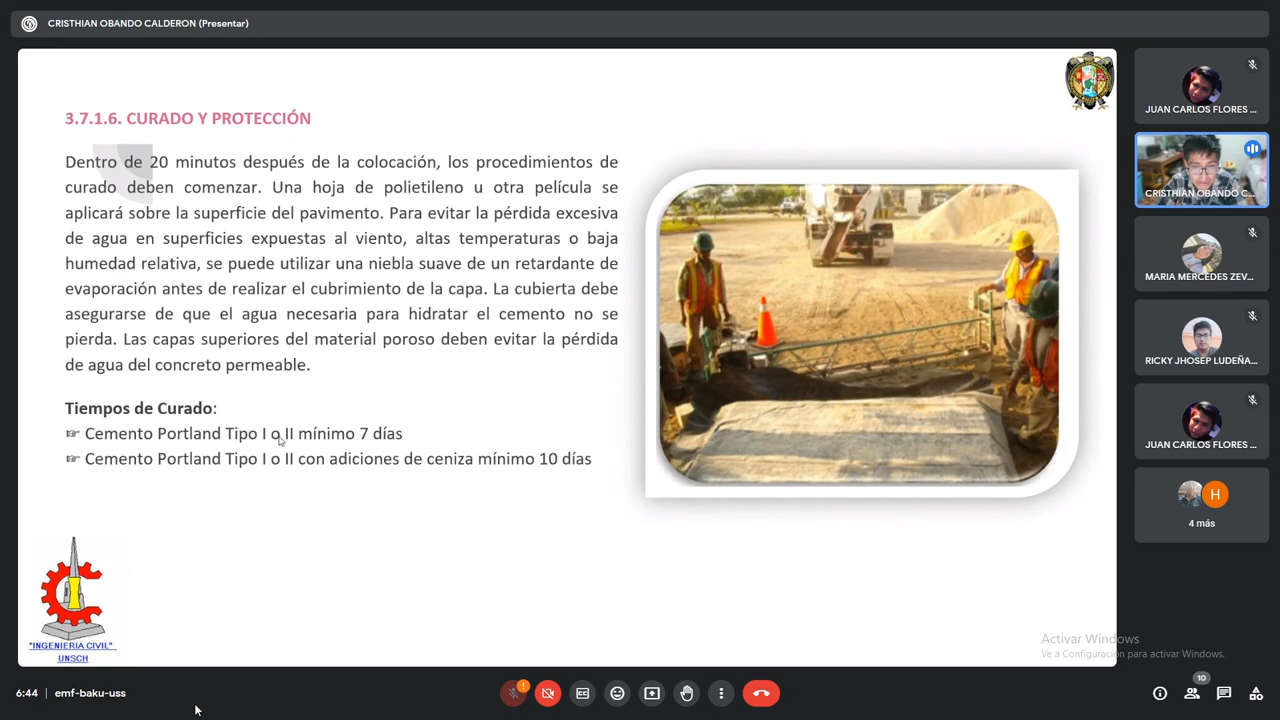 CRISTHIAN OBANDO CALDERON (Presentar)
3.7.1.6. CURADO Y PROTECCIÓN
Dentro de 20 minutos después de la colocación, los procedimientos de
curado deben comenzar. Una hoja de polietileno u otra película se
aplicará sobre la superficie del pavimento. Para evitar la pérdida excesiva
de agua en superficies expuestas al viento, altas temperaturas o baja
humedad relativa, se puede utilizar una niebla suave de un retardante de
evaporación antes de realizar el cubrimiento de la capa. La cubierta debe
asegurarse de que el agua necesaria para hidratar el cemento no se
pierda. Las capas superiores del material poroso deben evitar la pérdida
de agua del concreto permeable.
Tiempos de Curado:
☞ Cemento Portland Tipo I o II mínimo 7 días
☞ Cemento Portland Tipo I o II con adiciones de ceniza mínimo 10 días
"INGENIERIA CIVIL"
UNSCH
JUAN CARLOS FLORES ...
CRISTHIAN OBANDO C...
MARIA MERCEDES ZEV...
RICKY JHOSEP LUDEÑA...
JUAN CARLOS FLORES ...
H
4 más
Activar Windows
Ve a Configuración para activar Windows.
6:44 | emf-baku-uss
10